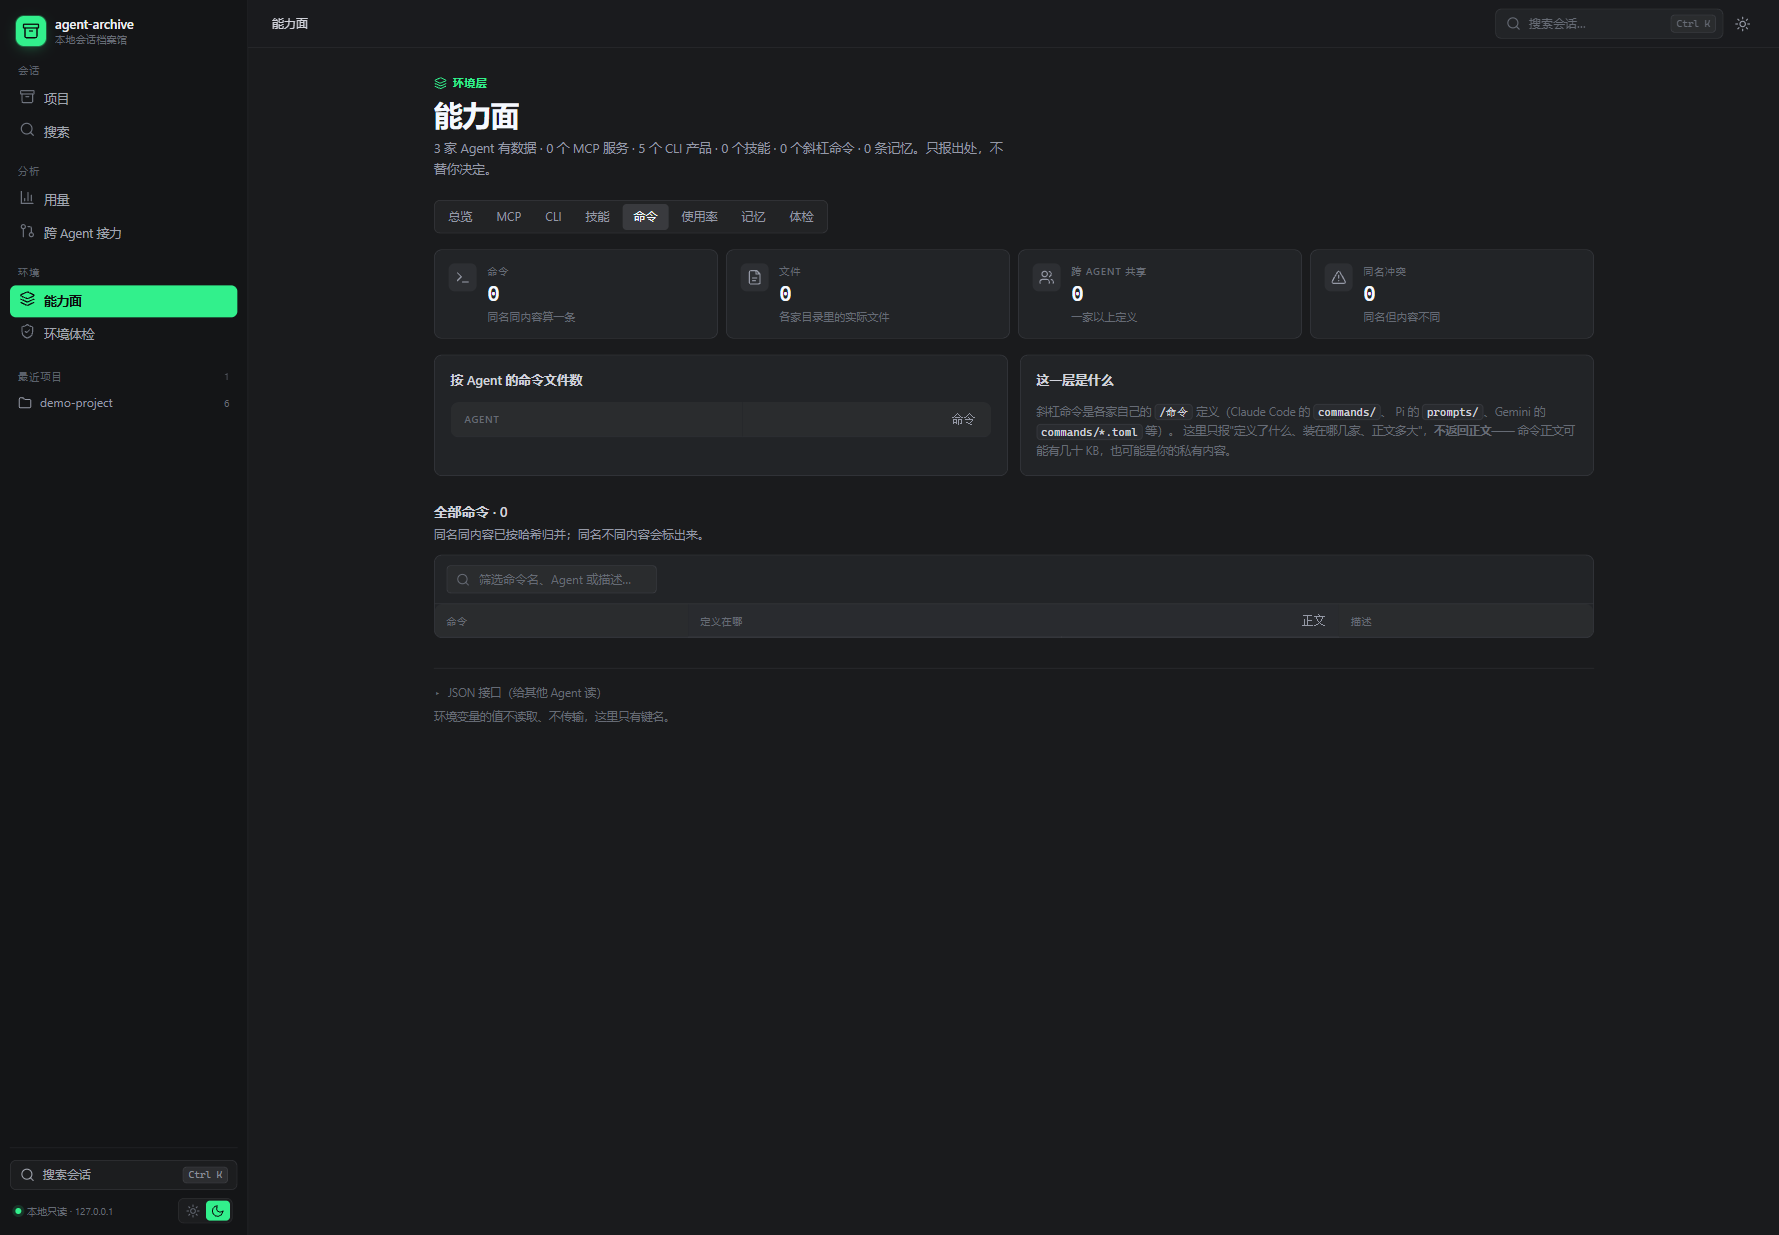 agent-archive
本地会话档案馆
会话
项目
搜索
分析
用量
跨 Agent 接力
环境
能力面
环境体检
最近项目
1
demo-project
6
搜索会话
Ctrl K
本地只读 · 127.0.0.1
能力面
搜索会话...
Ctrl K
环境层
能力面
3 家 Agent 有数据 · 0 个 MCP 服务 · 5 个 CLI 产品 · 0 个技能 · 0 个斜杠命令 · 0 条记忆。只报出处，不
替你决定。
总览
MCP
CLI
技能
命令
使用率
记忆
体检
命令
0
同名同内容算一条
文件
0
各家目录里的实际文件
跨 AGENT 共享
0
一家以上定义
同名冲突
0
同名但内容不同
按 Agent 的命令文件数
AGENT
命令
这一层是什么
斜杠命令是各家自己的 /命令 定义（Claude Code 的 commands/、 Pi 的 prompts/、Gemini 的
commands/*.toml 等）。 这里只报"定义了什么、装在哪几家、正文多大"，不返回正文—— 命令正文可
能有几十 KB，也可能是你的私有内容。
全部命令 · 0
同名同内容已按哈希归并；同名不同内容会标出来。
筛选命令名、Agent 或描述...
命令
定义在哪
正文
描述
JSON 接口（给其他 Agent 读）
环境变量的值不读取、不传输，这里只有键名。